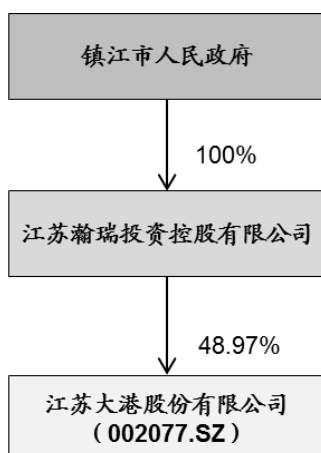 镇江市人民政府
100%
江苏瀚瑞投资控股有限公司
48.97%
江苏大港股份有限公司
（002077.SZ）